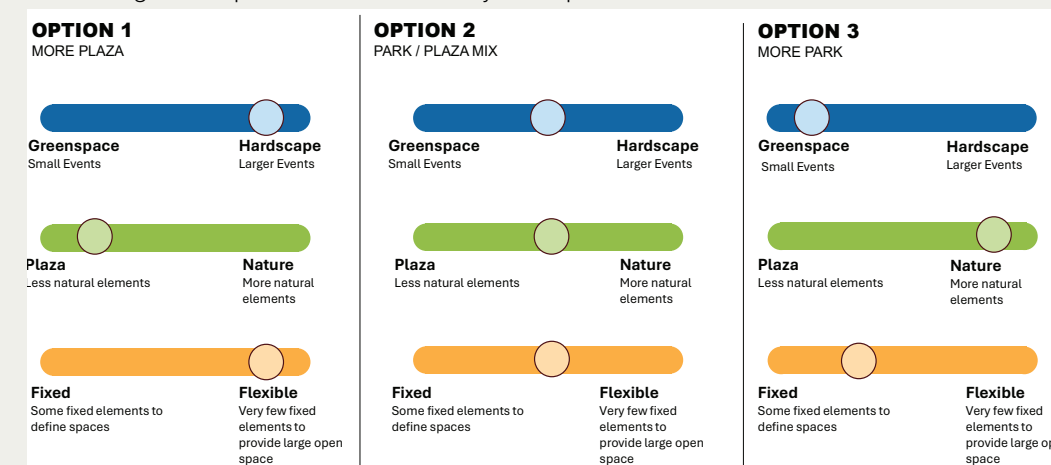 OPTION 1
MORE PLAZA
Greenspace
Small Events
Hardscape
Larger Events
Plaza
Less natural elements
Nature
More natural
elements
Fixed
Some fixed elements to
define spaces
Flexible
Very few fixed
elements to
provide large open
space
OPTION 2
PARK / PLAZA MIX
Greenspace
Small Events
Hardscape
Larger Events
Plaza
Less natural elements
Nature
More natural
elements
Fixed
Some fixed elements to
define spaces
Flexible
Very few fixed
elements to
provide large open
space
OPTION 3
MORE PARK
Greenspace
Small Events
Hardscape
Larger Events
Plaza
Less natural elements
Nature
More natural
elements
Fixed
Some fixed elements to
define spaces
Flexible
Very few fixed
elements to
provide large op
space